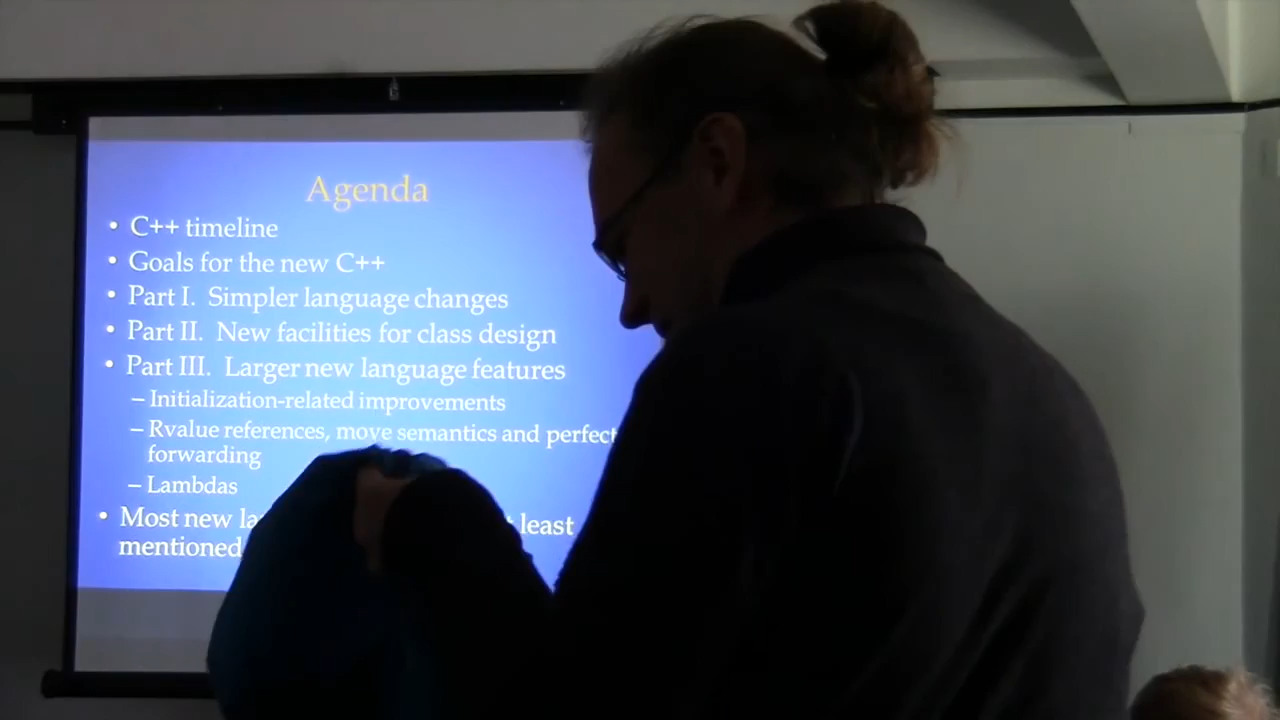 Agenda
• C++ timeline
• Goals for the new C++
• Part I. Simpler language changes
• Part II. New facilities for class design
• Part III. Larger new language features
– Initialization-related improvements
– Rvalue references, move semantics and perfect
forwarding
– Lambdas
• Most new least
mentioned